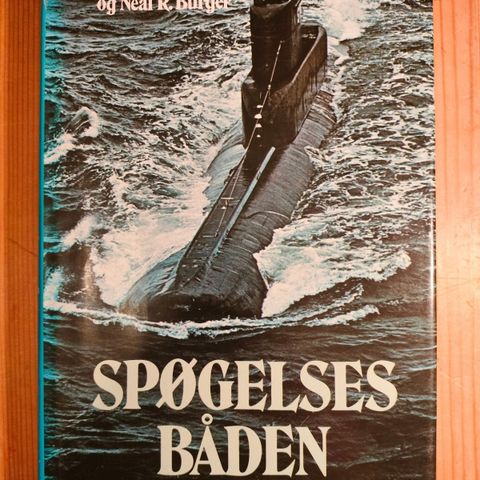 og Neal R. Burger
SPØGELSES
BÅDEN